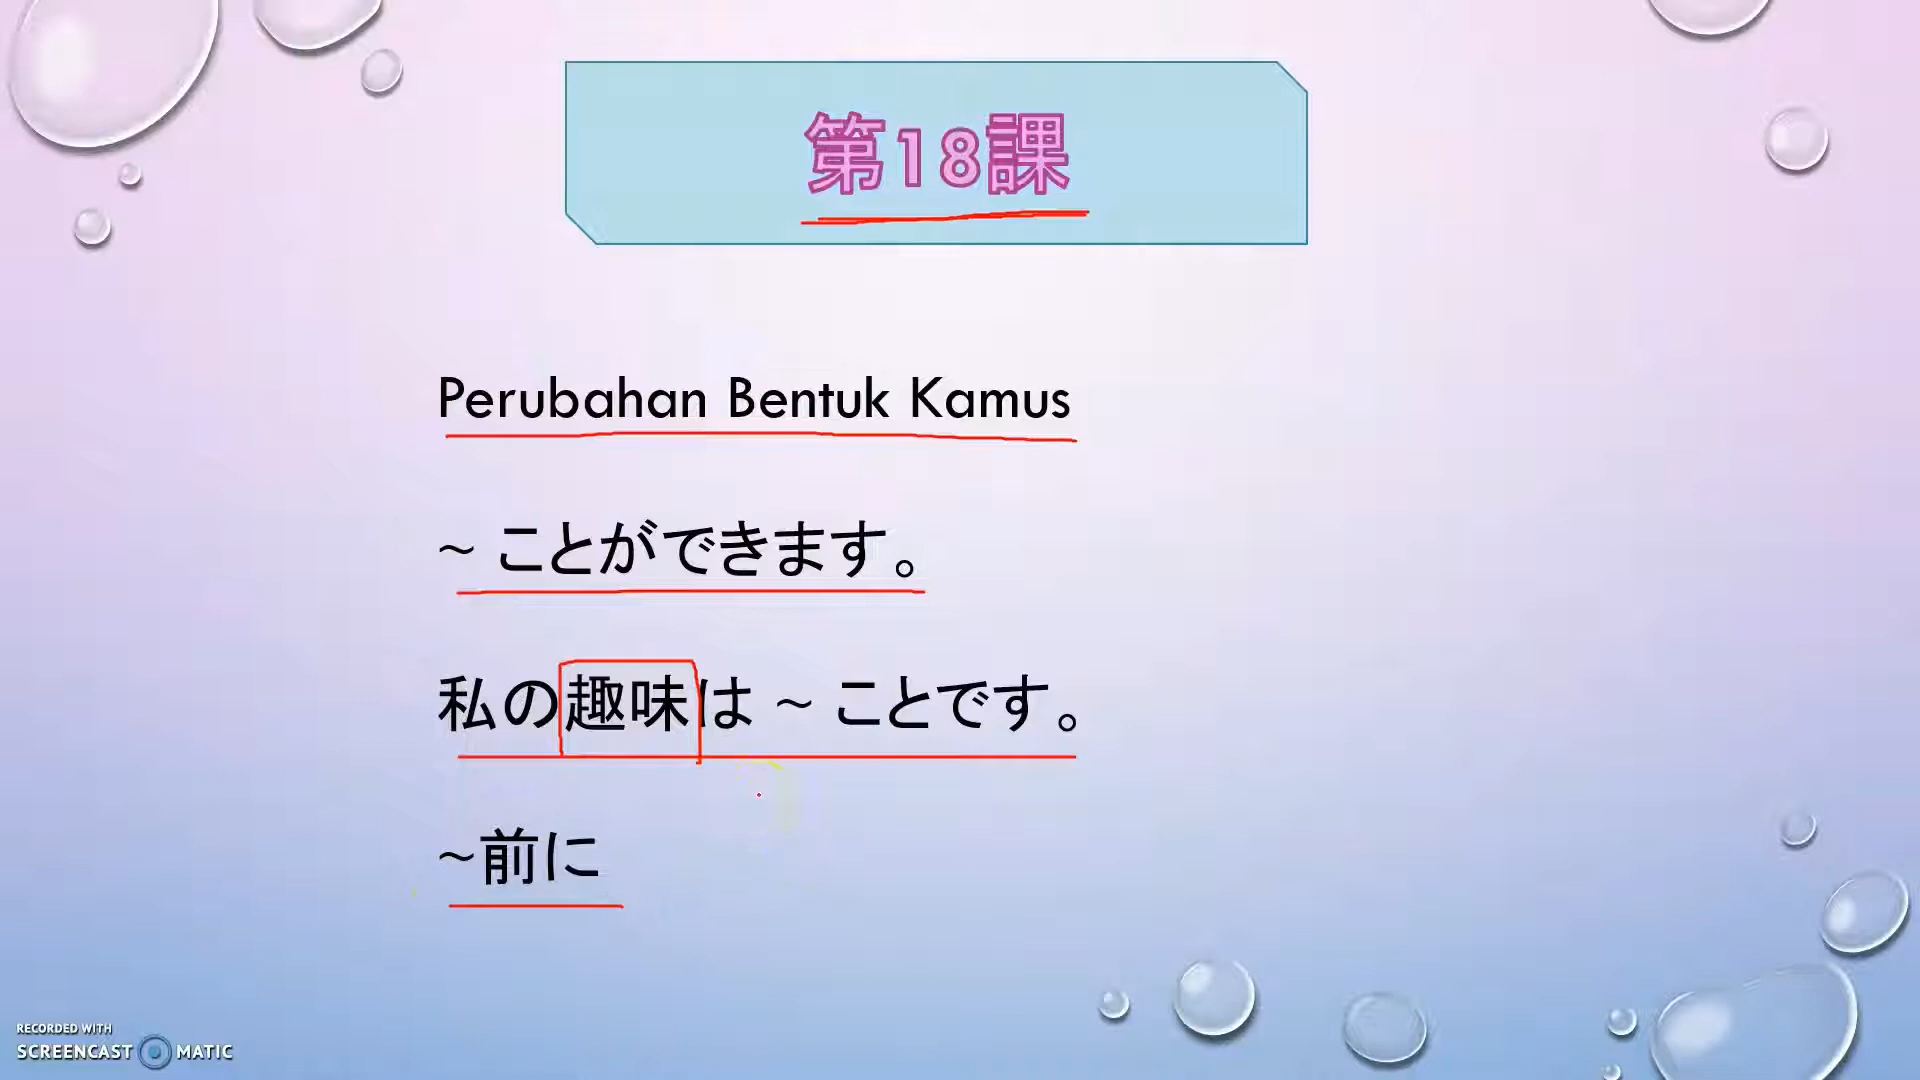 第18課
Perubahan Bentuk Kamus
~ ことができます。
私の趣味は ~ ことです。
~前に
RECORDED WITH
SCREENCAST MATIC